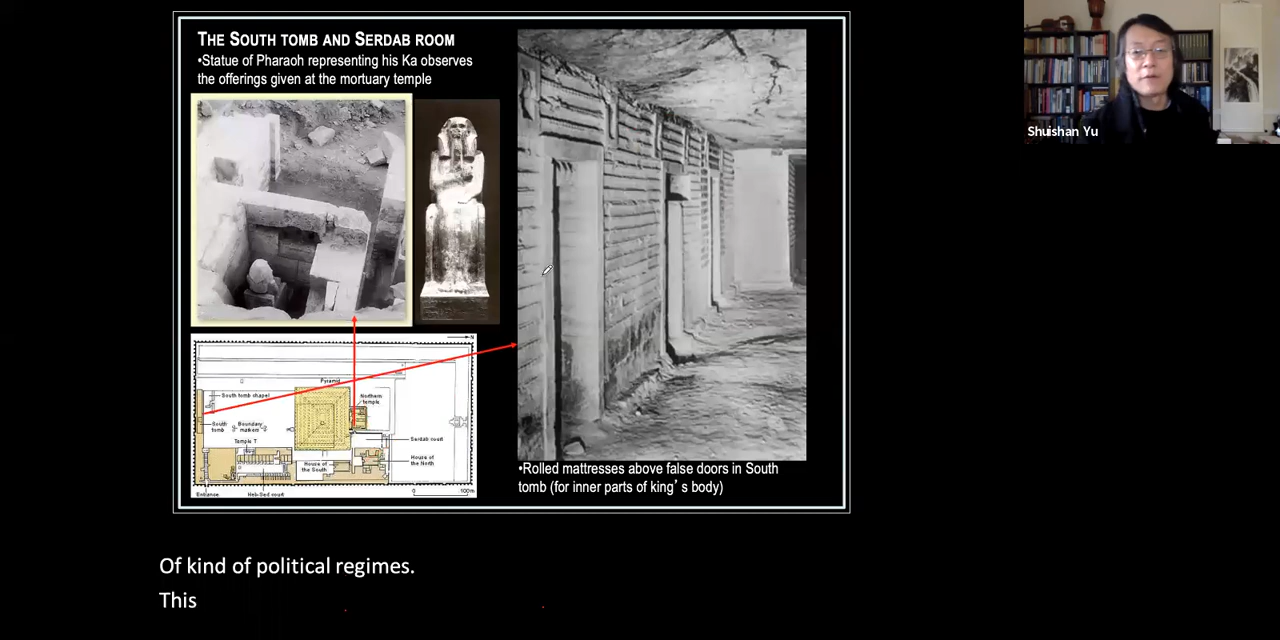 THE SOUTH TOMB AND SERDAB ROOM
•Statue of Pharaoh representing his Ka observes
the offerings given at the mortuary temple
N
Pyramid
South tomb chapel
Northern
temple
South
tomb
Boundary
markers
Temple T
Serdab court
House of
the South
House of
the North
Entrance
Heb-Sed court
0
100m
•Rolled mattresses above false doors in South
tomb (for inner parts of king's body)
Shuishan Yu
Of kind of political regimes.
This